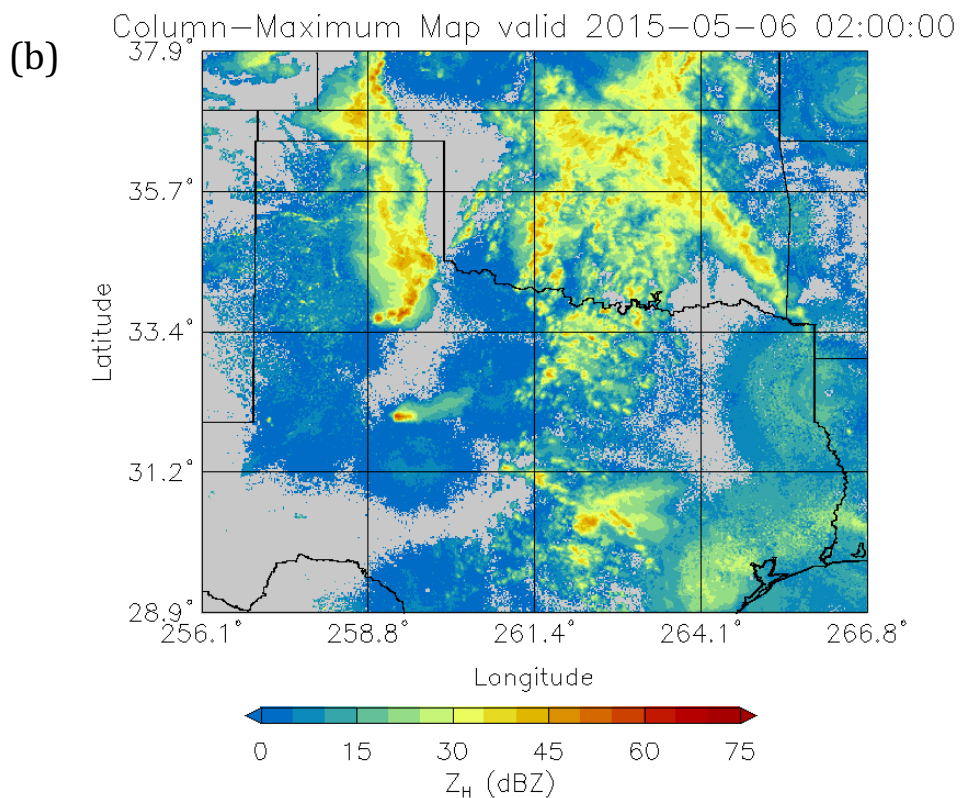 Column−Maximum Map valid 2015−05−06 02:00:00
(b)
37.9°
35.7°
33.4°
31.2°
28.9°
Latitude
256.1° 258.8° 261.4° 264.1° 266.8°
Longitude
0 15 30 45 60 75
Z_H (dBZ)